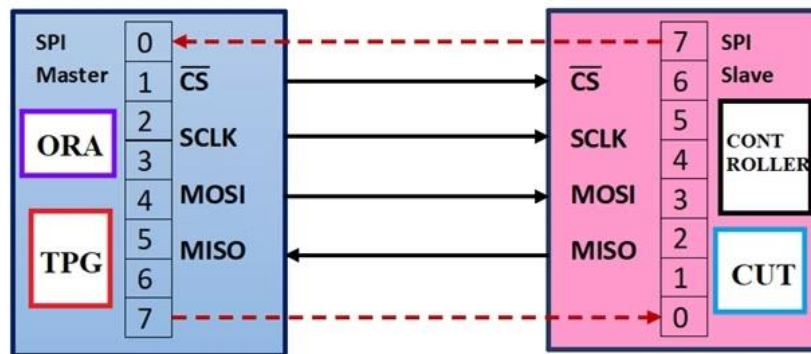 SPI
Master
ORA
TPG
0
1
2
3
4
5
6
7
CS
SCLK
MOSI
MISO
CS
SCLK
MOSI
MISO
7
6
5
4
3
2
1
0
SPI
Slave
CONT
ROLLER
CUT